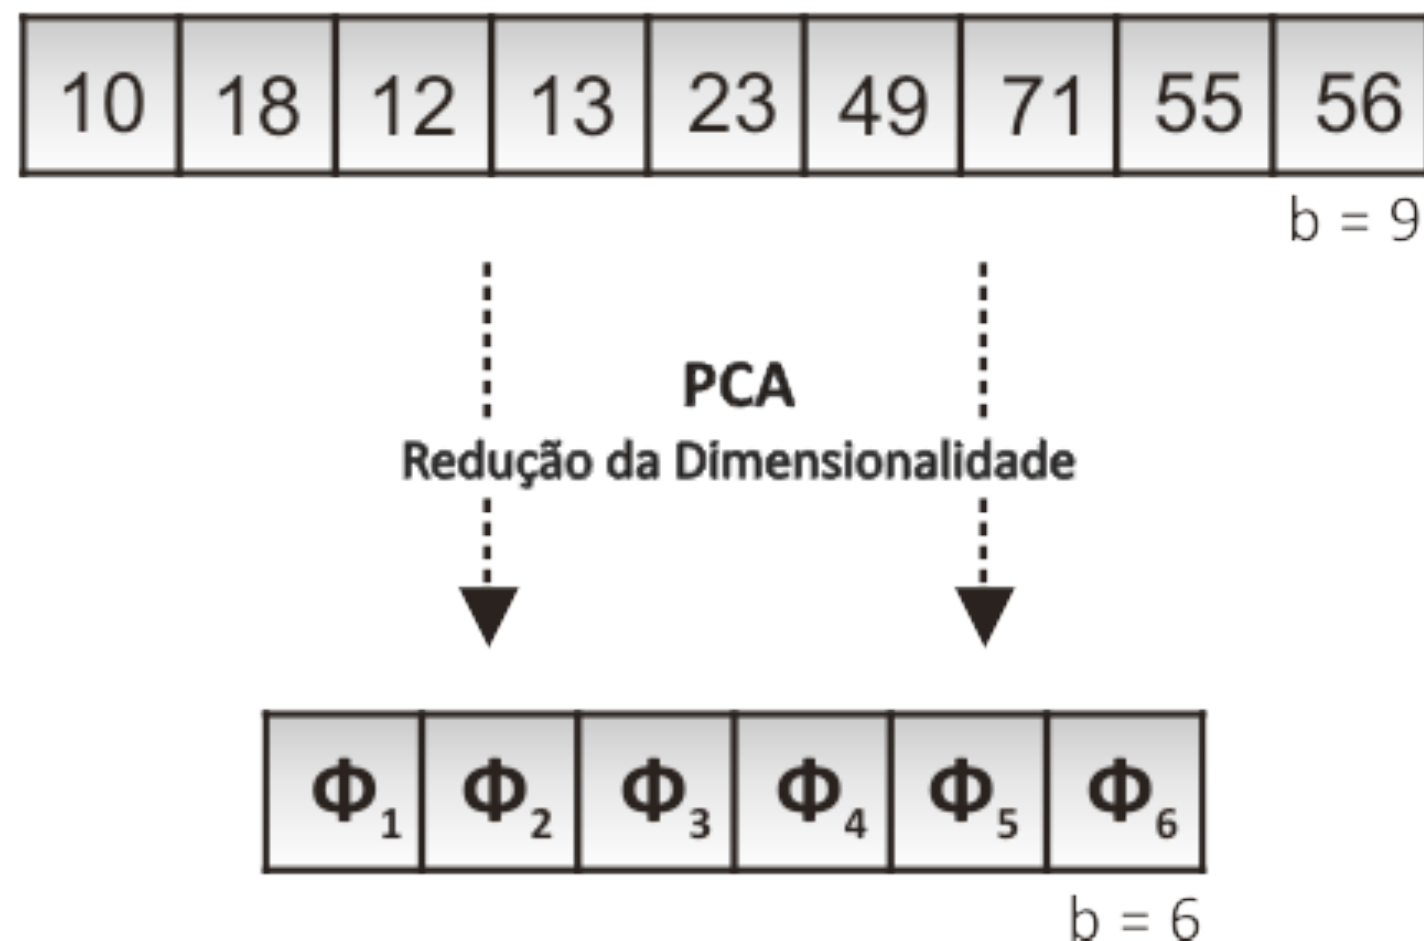 10 18 12 13 23 49 71 55 56
b = 9
PCA
Redução da Dimensionalidade
Φ1 Φ2 Φ3 Φ4 Φ5 Φ6
b = 6